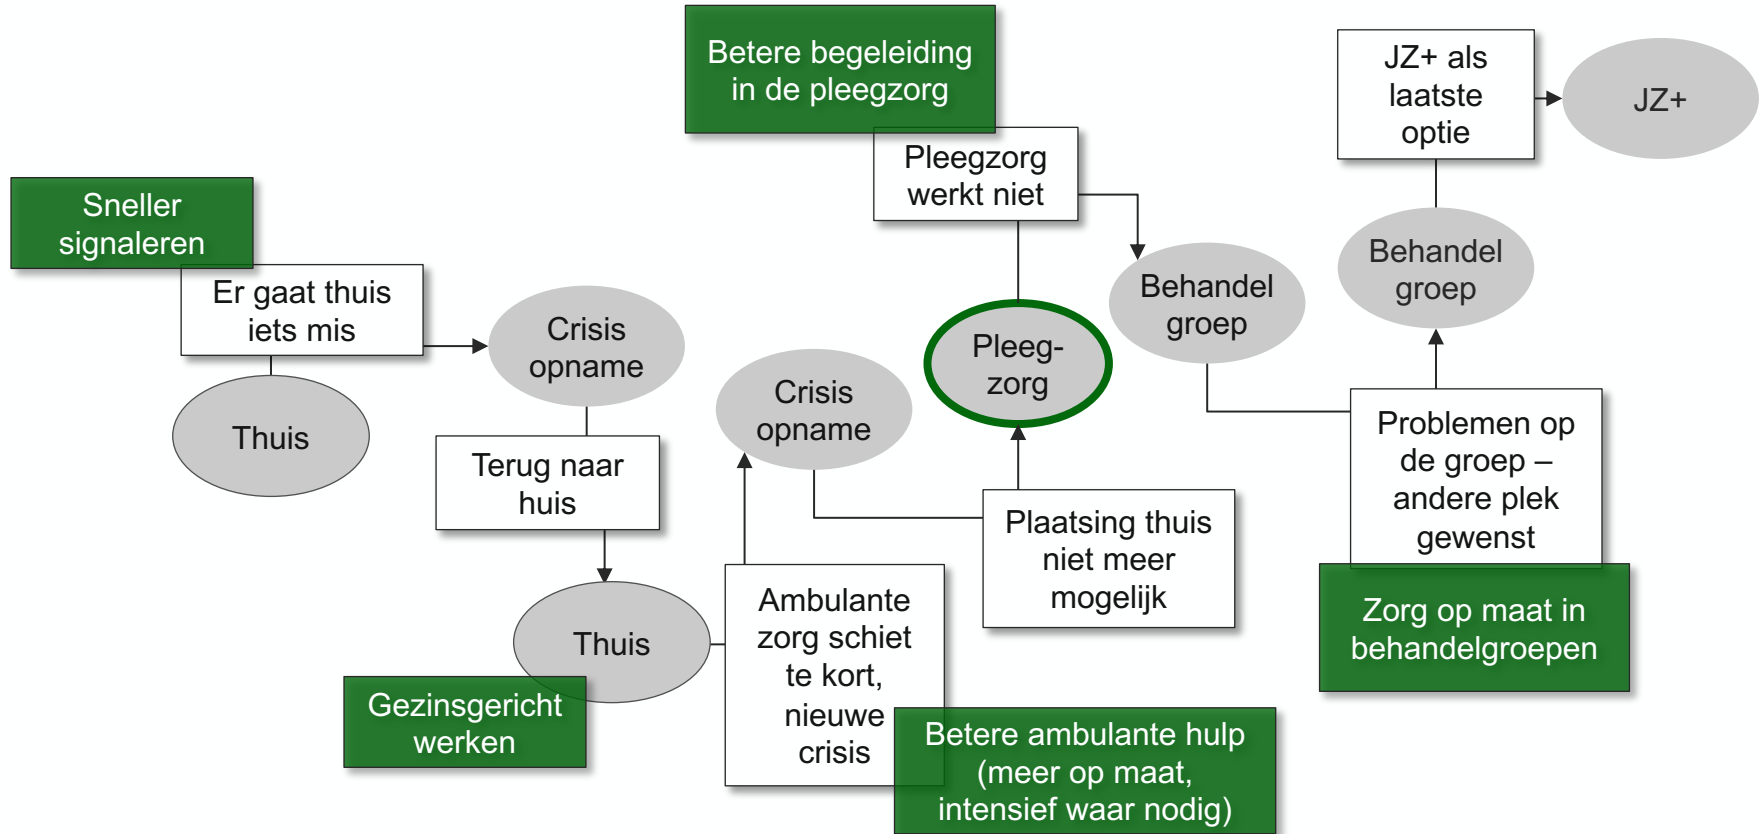 Sneller
signaleren
Er gaat thuis
iets mis
Thuis
Crisis
opname
Terug naar
huis
Thuis
Gezinsgericht
werken
Ambulante
zorg schiet
te kort,
nieuwe
crisis
Betere ambulante hulp
(meer op maat,
intensief waar nodig)
Crisis
opname
Plaatsing thuis
niet meer
mogelijk
Pleeg-
zorg
Pleegzorg
werkt niet
Betere begeleiding
in de pleegzorg
Behandel
groep
Problemen op
de groep –
andere plek
gewenst
Zorg op maat in
behandelgroepen
Behandel
groep
JZ+ als
laatste
optie
JZ+